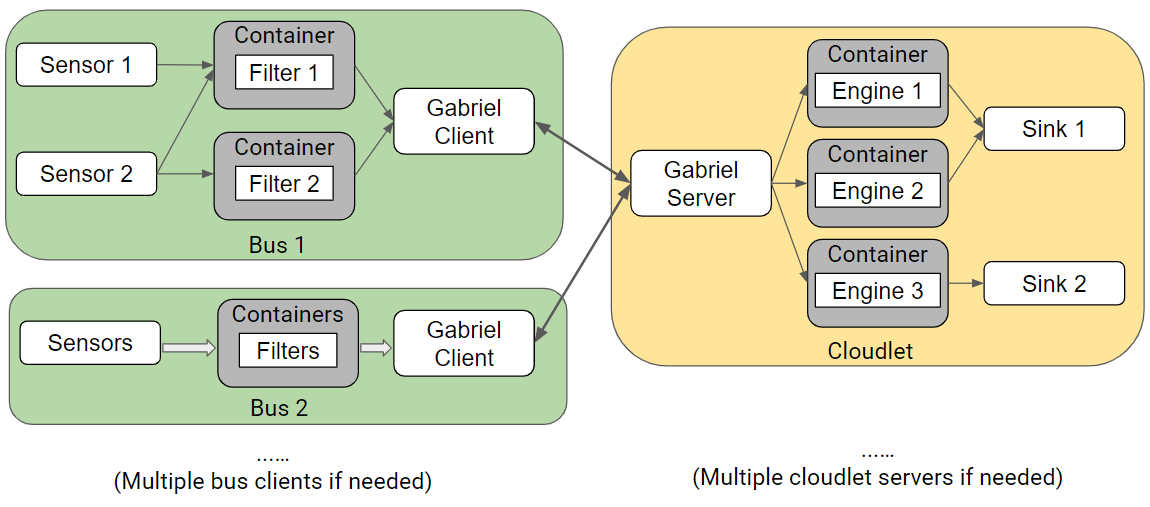 Container
Sensor 1
Filter 1
Gabriel
Client
Container
Sensor 2
Filter 2
Bus 1
Containers
Sensors
Filters
Gabriel
Client
Bus 2
......
(Multiple bus clients if needed)
Container
Engine 1
Sink 1
Gabriel
Server
Container
Engine 2
Container
Engine 3
Sink 2
Cloudlet
......
(Multiple cloudlet servers if needed)